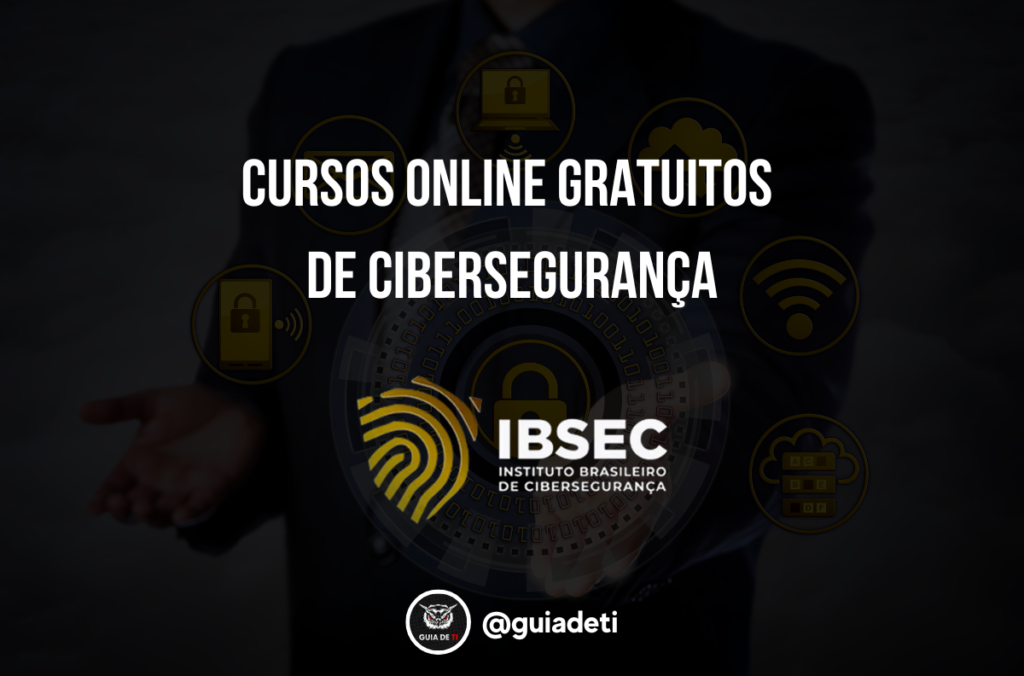 CURSOS ONLINE GRATUITOS
DE CIBERSEGURANÇA
IBSEC
INSTITUTO BRASILEIRO
DE CIBERSEGURANÇA
GUIA DE TI
@guiadeti